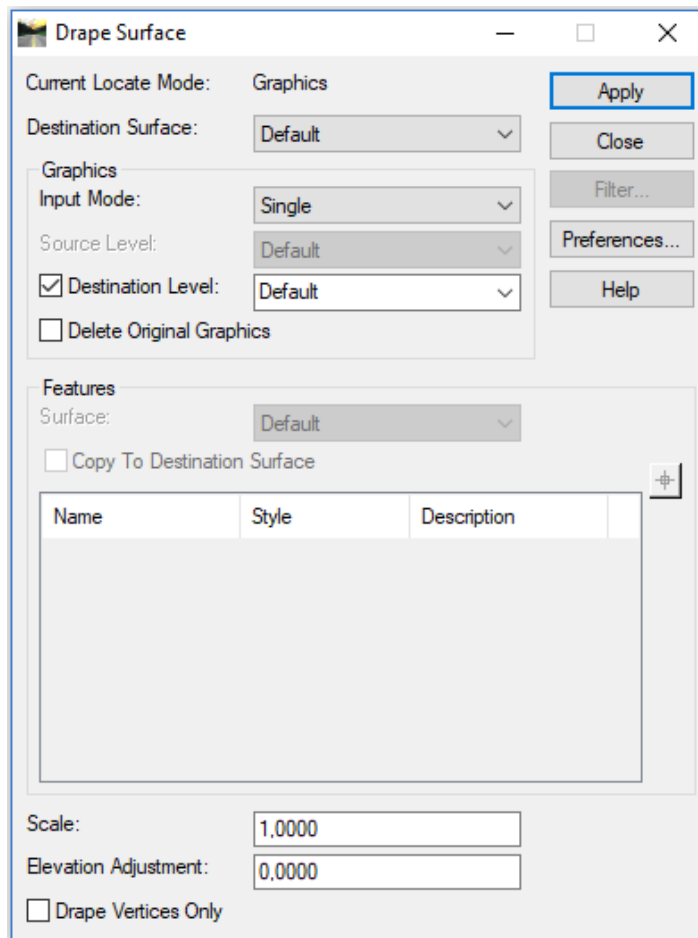 Drape Surface
Current Locate Mode: Graphics
Apply
Destination Surface: Default
Close
Graphics
Input Mode: Single
Filter...
Source Level: Default
Preferences...
Destination Level: Default
Help
Delete Original Graphics
Features
Surface: Default
Copy To Destination Surface
Name Style Description
Scale: 1,0000
Elevation Adjustment: 0,0000
Drape Vertices Only